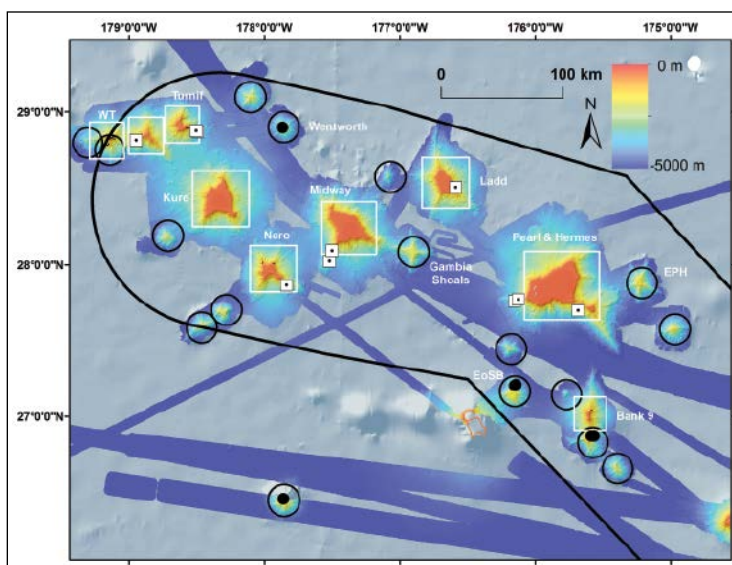 179°0'0"W 178°0'0"W 177°0'0"W 176°0'0"W 175°0'0"W
0 100 km
0 m
-5000 m
N
29°0'0"N
28°0'0"N
27°0'0"N
WT
Turnif
Wentworth
Ladd
Kure
Midway
Nero
Pearl & Hermes
Gambia
Shoals
EPH
EoSB
Bank 9